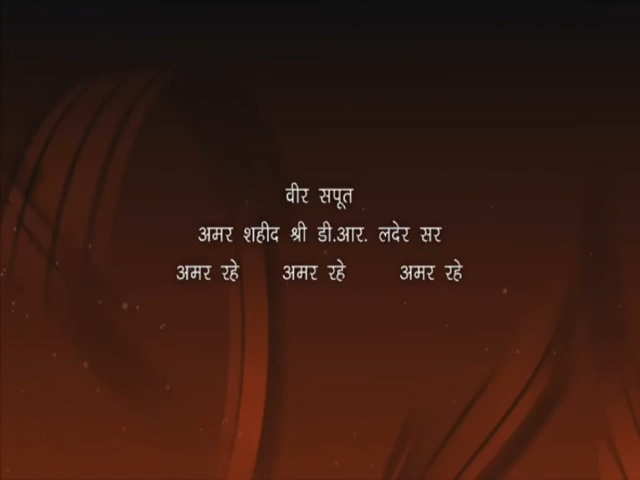 वीर सपूत
अमर शहीद श्री डी.आर. लदेर सर
अमर रहे अमर रहे अमर रहे